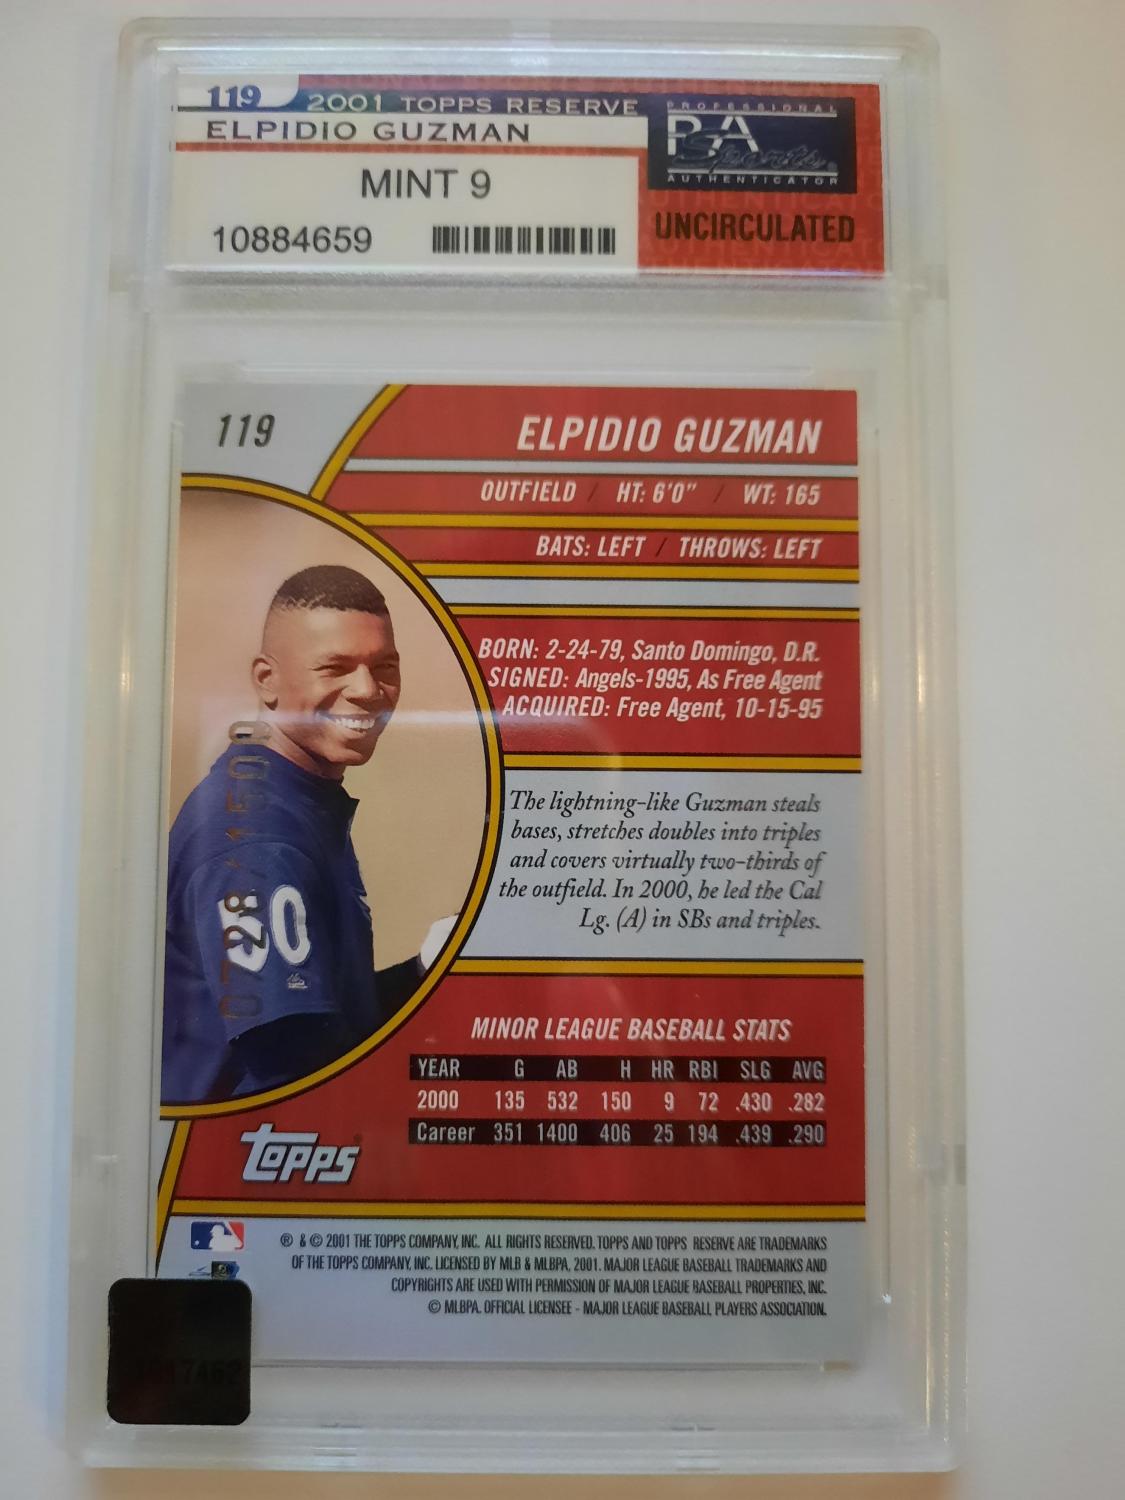 119 2001 TOPPS RESERVE
ELPIDIO GUZMAN
MINT 9
10884659
PROFESSIONAL
PSA
Sports
AUTHENTICATOR
UNCIRCULATED
119
ELPIDIO GUZMAN
OUTFIELD / HT: 6'0" / WT: 165
BATS: LEFT / THROWS: LEFT
BORN: 2-24-79, Santo Domingo, D.R.
SIGNED: Angels-1995, As Free Agent
ACQUIRED: Free Agent, 10-15-95
0728/1500
50
The lightning-like Guzman steals
bases, stretches doubles into triples
and covers virtually two-thirds of
the outfield. In 2000, he led the Cal
Lg. (A) in SBs and triples.
MINOR LEAGUE BASEBALL STATS
YEAR G AB H HR RBI SLG AVG
2000 135 532 150 9 72 .430 .282
Career 351 1400 406 25 194 .439 .290
topps
® & © 2001 THE TOPPS COMPANY, INC. ALL RIGHTS RESERVED. TOPPS AND TOPPS RESERVE ARE TRADEMARKS
OF THE TOPPS COMPANY, INC. LICENSED BY MLB & MLBPA, 2001. MAJOR LEAGUE BASEBALL TRADEMARKS AND
COPYRIGHTS ARE USED WITH PERMISSION OF MAJOR LEAGUE BASEBALL PROPERTIES, INC.
© MLBPA. OFFICIAL LICENSEE - MAJOR LEAGUE BASEBALL PLAYERS ASSOCIATION.